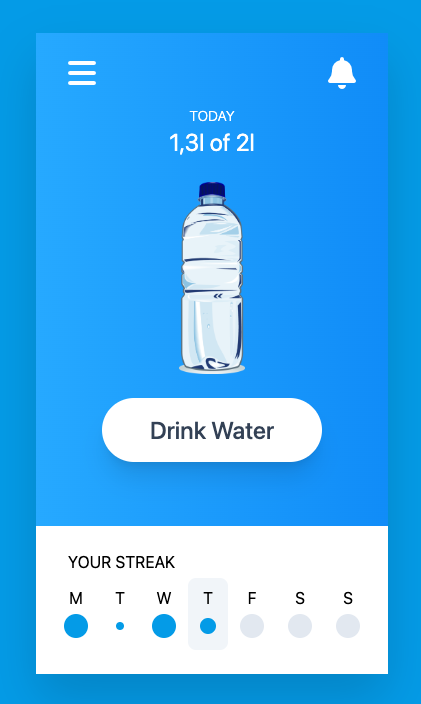 TODAY
1,3l of 2l
Drink Water
YOUR STREAK
M T W T F S S